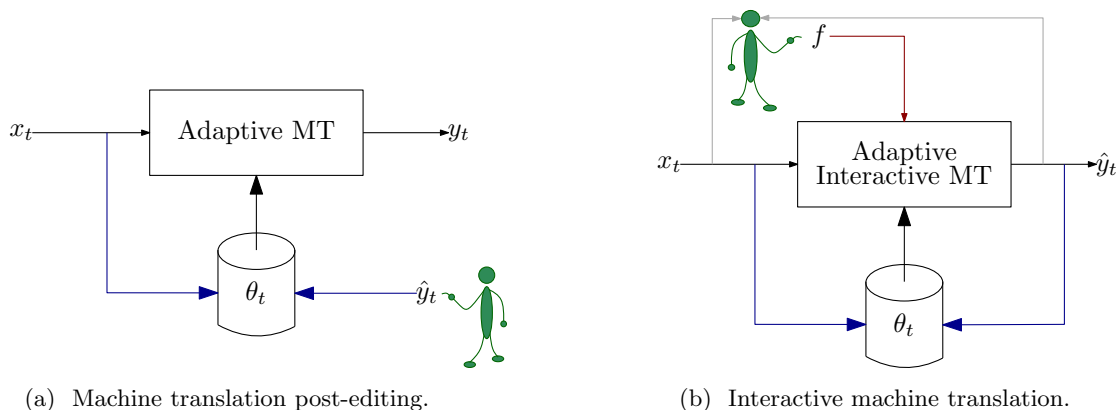 x_t
Adaptive MT
y_t
θ_t
ŷ_t
(a) Machine translation post-editing.
f
x_t
Adaptive
Interactive MT
ŷ_t
θ_t
(b) Interactive machine translation.